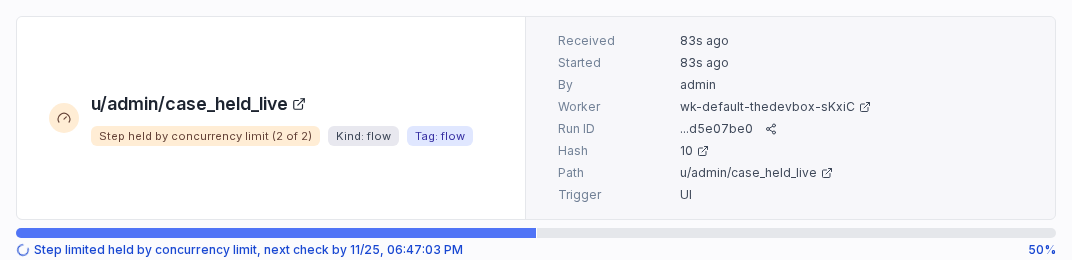 u/admin/case_held_live
Step held by concurrency limit (2 of 2) Kind: flow Tag: flow
Received 83s ago
Started 83s ago
By admin
Worker wk-default-thedevbox-sKxiC
Run ID ...d5e07be0
Hash 10
Path u/admin/case_held_live
Trigger UI
Step limited held by concurrency limit, next check by 11/25, 06:47:03 PM 50%